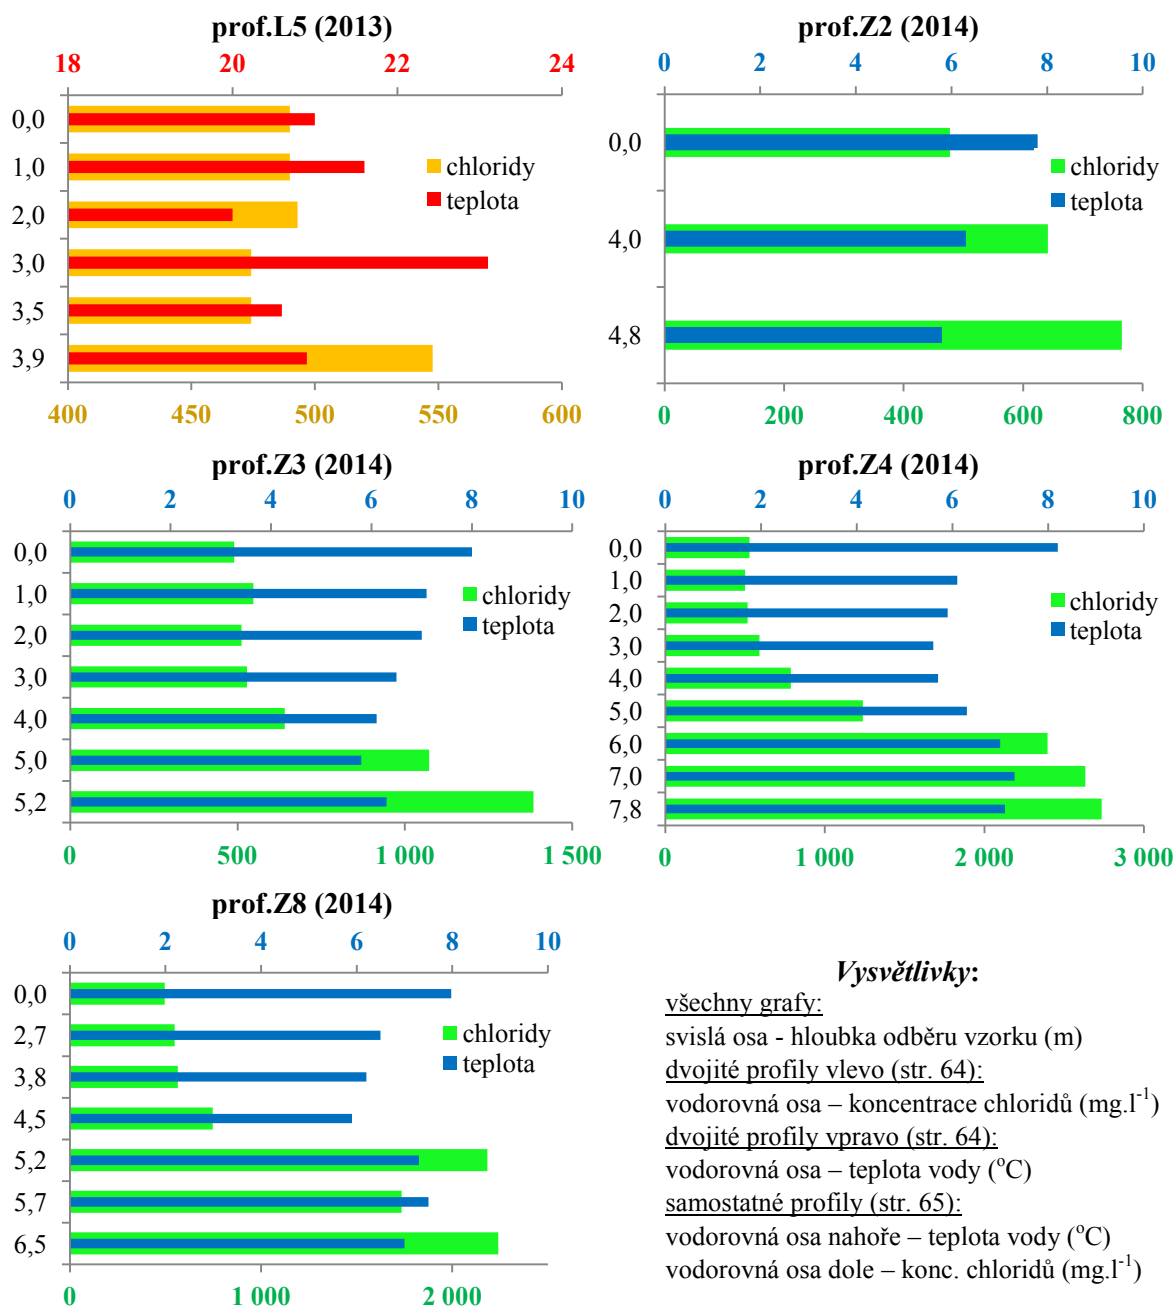 prof.L5 (2013)
18 20 22 24
0,0
1,0
2,0
3,0
3,5
3,9
chloridy
teplota
400 450 500 550 600
prof.Z2 (2014)
0 2 4 6 8 10
0,0
4,0
4,8
chloridy
teplota
0 200 400 600 800
prof.Z3 (2014)
0 2 4 6 8 10
0,0
1,0
2,0
3,0
4,0
5,0
5,2
chloridy
teplota
0 500 1 000 1 500
prof.Z4 (2014)
0 2 4 6 8 10
0,0
1,0
2,0
3,0
4,0
5,0
6,0
7,0
7,8
chloridy
teplota
0 1 000 2 000 3 000
prof.Z8 (2014)
0 2 4 6 8 10
0,0
2,7
3,8
4,5
5,2
5,7
6,5
chloridy
teplota
0 1 000 2 000
Vysvětlivky:
všechny grafy:
svislá osa - hloubka odběru vzorku (m)
dvojité profily vlevo (str. 64):
vodorovná osa – koncentrace chloridů (mg.l⁻¹)
dvojité profily vpravo (str. 64):
vodorovná osa – teplota vody (°C)
samostatné profily (str. 65):
vodorovná osa nahoře – teplota vody (°C)
vodorovná osa dole – konc. chloridů (mg.l⁻¹)